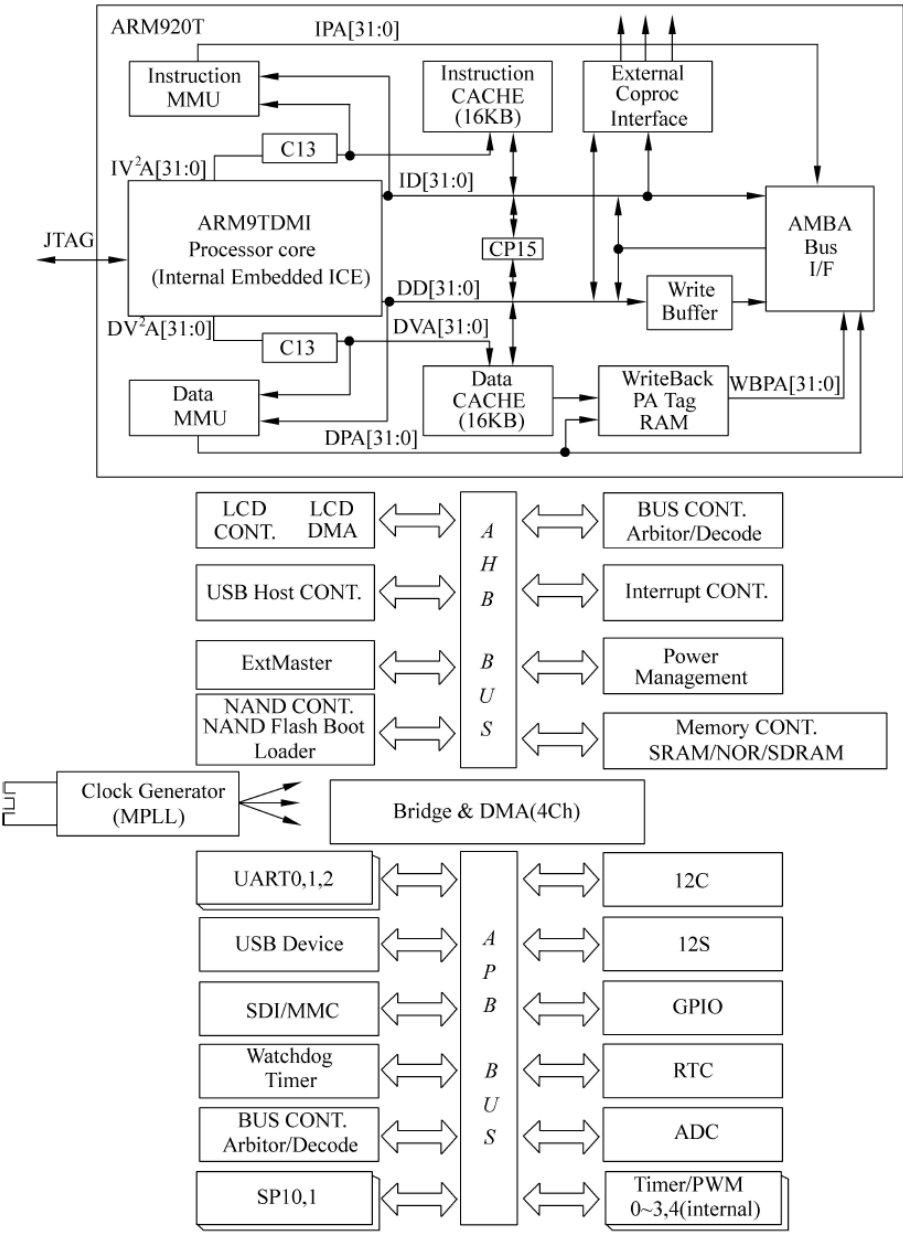 ARM920T
IPA[31:0]
Instruction
MMU
Instruction
CACHE
(16KB)
External
Coproc
Interface
C13
IV²A[31:0]
ID[31:0]
ARM9TDMI
Processor core
(Internal Embedded ICE)
JTAG
CP15
AMBA
Bus
I/F
DD[31:0]
Write
Buffer
DV²A[31:0]
DVA[31:0]
C13
Data
MMU
Data
CACHE
(16KB)
WriteBack
PA Tag
RAM
WBPA[31:0]
DPA[31:0]
LCD CONT.
LCD DMA
BUS CONT.
Arbitor/Decode
USB Host CONT.
Interrupt CONT.
ExtMaster
Power
Management
NAND CONT.
NAND Flash Boot
Loader
Memory CONT.
SRAM/NOR/SDRAM
AHB BUS
Clock Generator
(MPLL)
Bridge & DMA(4Ch)
UART0,1,2
12C
USB Device
12S
SDI/MMC
GPIO
Watchdog
Timer
RTC
BUS CONT.
Arbitor/Decode
ADC
SP10,1
Timer/PWM
0~3,4(internal)
APB BUS